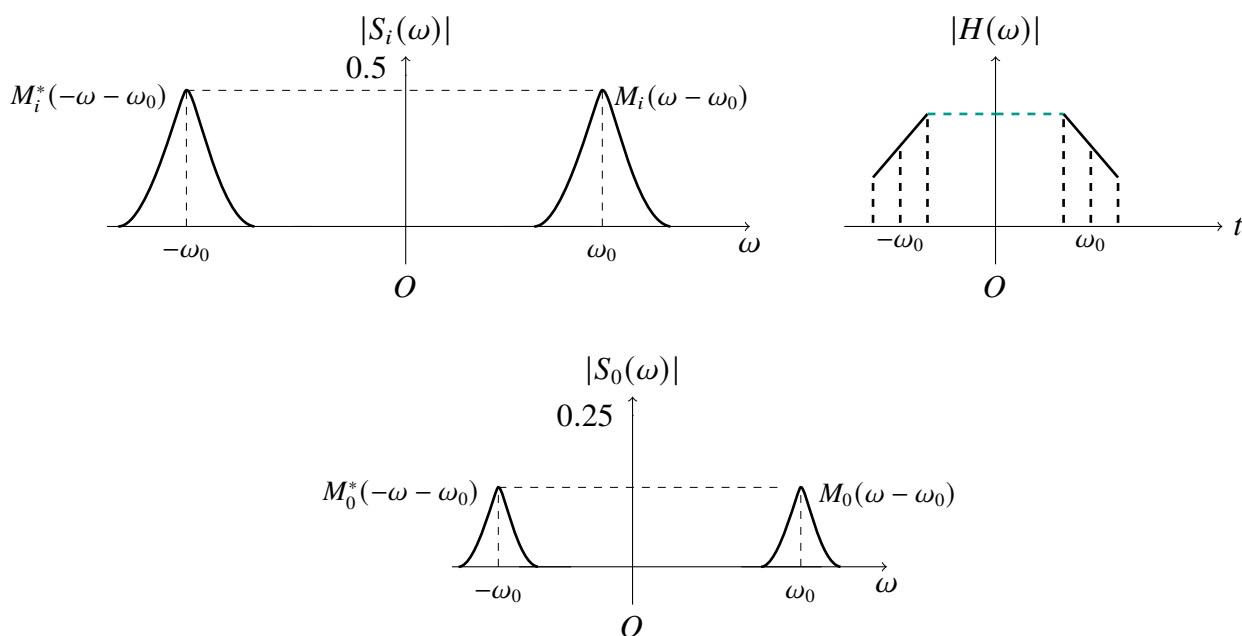 |S_i(ω)|
0.5
M_i^*(−ω − ω_0)
M_i(ω − ω_0)
−ω_0
ω_0
ω
O
|H(ω)|
−ω_0
ω_0
t
O
|S_0(ω)|
0.25
M_0^*(−ω − ω_0)
M_0(ω − ω_0)
−ω_0
ω_0
ω
O